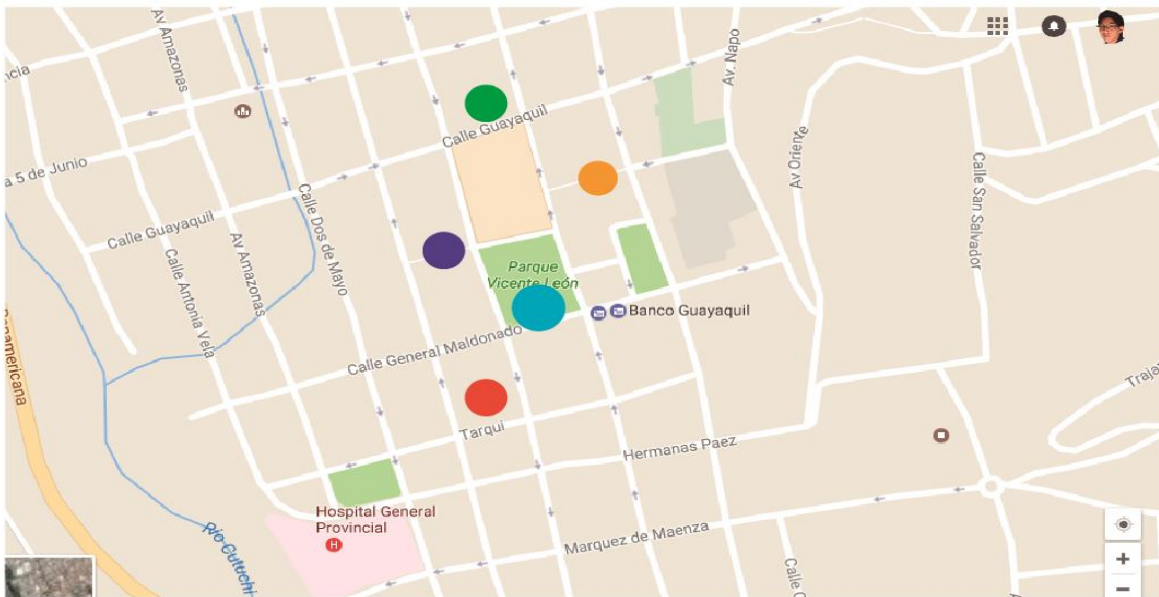 Av Amazonas
Av. Napo
ncia
Calle Guayaquil
a 5 de Junio
Av Oriente
Calle San Salvador
Calle Dos de Mayo
Calle Guayaquil
Av Amazonas
Calle Antonia Vela
Parque
Vicente León
Banco Guayaquil
Calle General Maldonado
Panamericana
Traja
Tarqui
Hermanas Paez
Hospital General
Provincial
H
Rio Cutuchi
Marquez de Maenza
Calle C
A
+
−